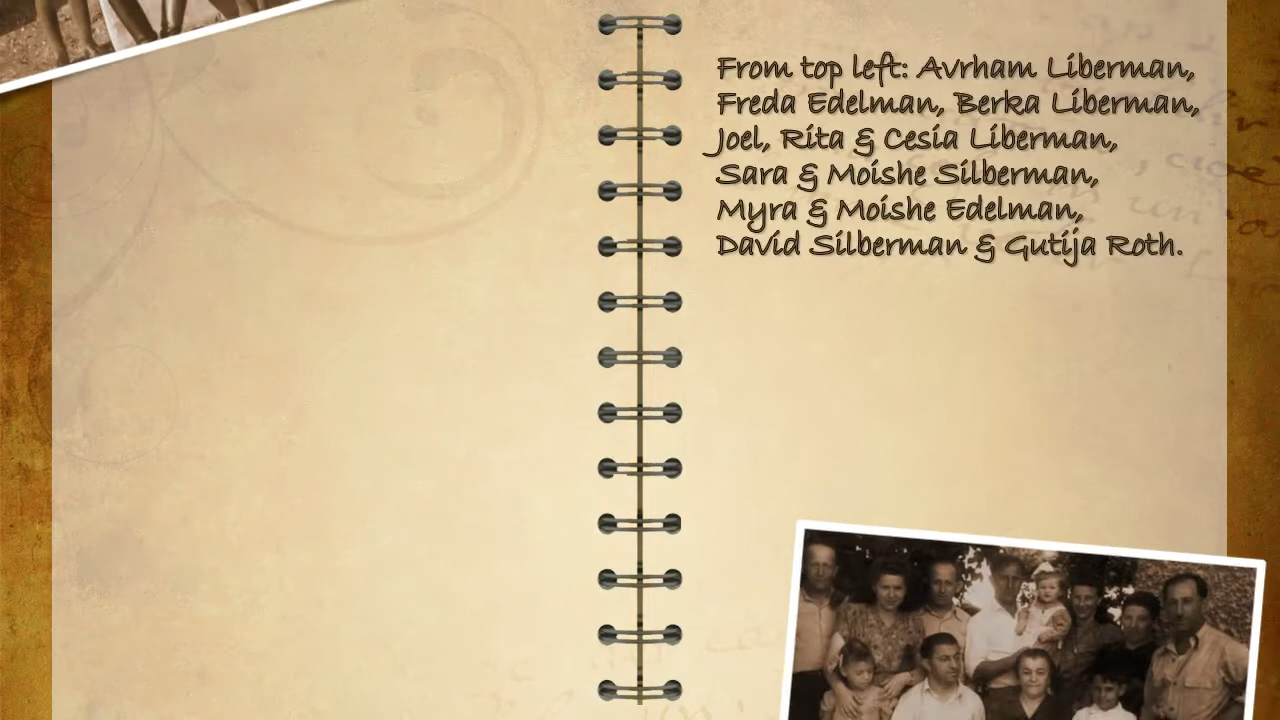 From top left: Avrham Liberman,
Freda Edelman, Berka Liberman,
Joel, Rita & Cesia Liberman,
Sara & Moishe Silberman,
Myra & Moishe Edelman,
David Silberman & Gutija Roth.